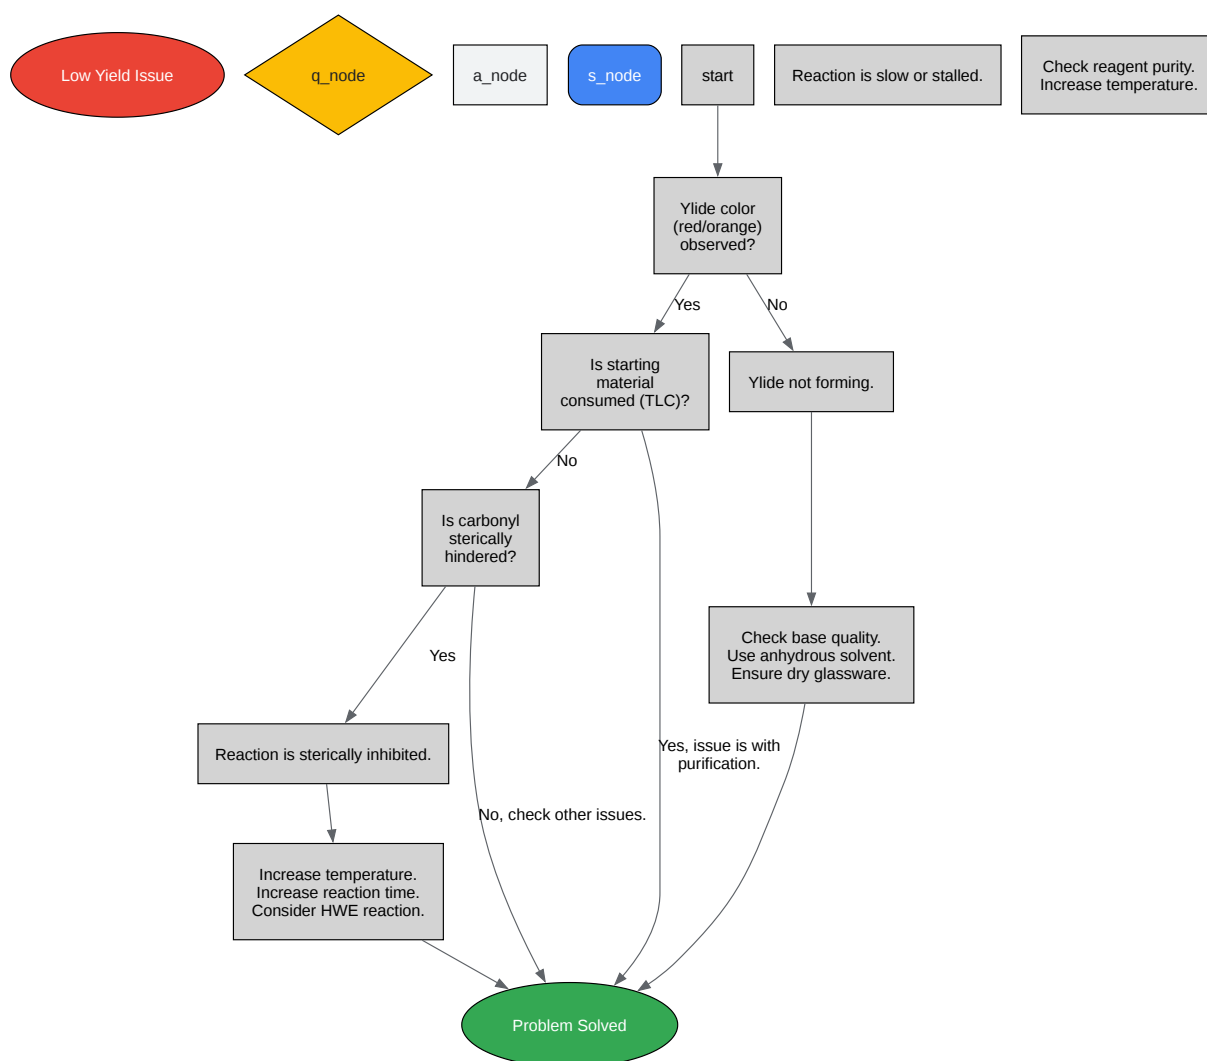 Low Yield Issue
q_node
a_node
s_node
start
Reaction is slow or stalled.
Check reagent purity.
Increase temperature.
Ylide color
(red/orange)
observed?
Yes
No
Is starting
material
consumed (TLC)?
Ylide not forming.
No
Is carbonyl
sterically
hindered?
Check base quality.
Use anhydrous solvent.
Ensure dry glassware.
Yes
Reaction is sterically inhibited.
Yes, issue is with
purification.
No, check other issues.
Increase temperature.
Increase reaction time.
Consider HWE reaction.
Problem Solved